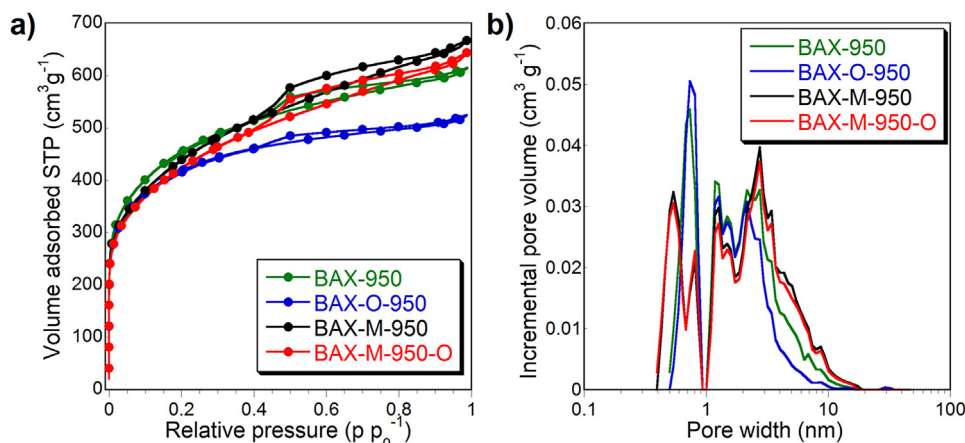 a)
Volume adsorbed STP (cm³g⁻¹)
700
600
500
400
300
200
100
0
BAX-950
BAX-O-950
BAX-M-950
BAX-M-950-O
0 0.2 0.4 0.6 0.8 1
Relative pressure (p p₀⁻¹)
b)
Incremental pore volume (cm³ g⁻¹)
0.06
0.05
0.04
0.03
0.02
0.01
0
BAX-950
BAX-O-950
BAX-M-950
BAX-M-950-O
0.1 1 10 100
Pore width (nm)